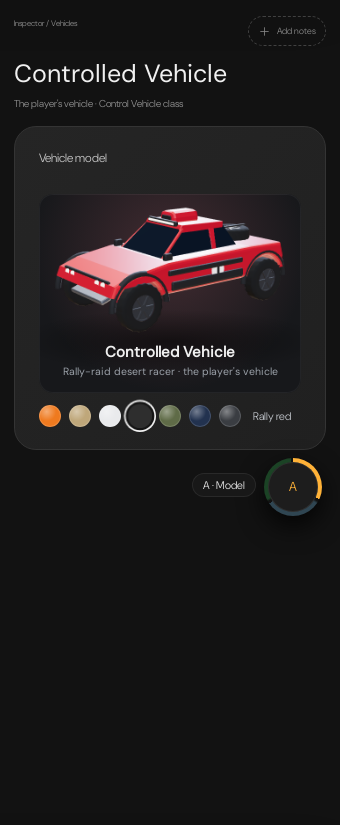 Inspector / Vehicles
Add notes
Controlled Vehicle
The player's vehicle · Control Vehicle class
Vehicle model
Controlled Vehicle
Rally-raid desert racer · the player's vehicle
Rally red
A · Model
A